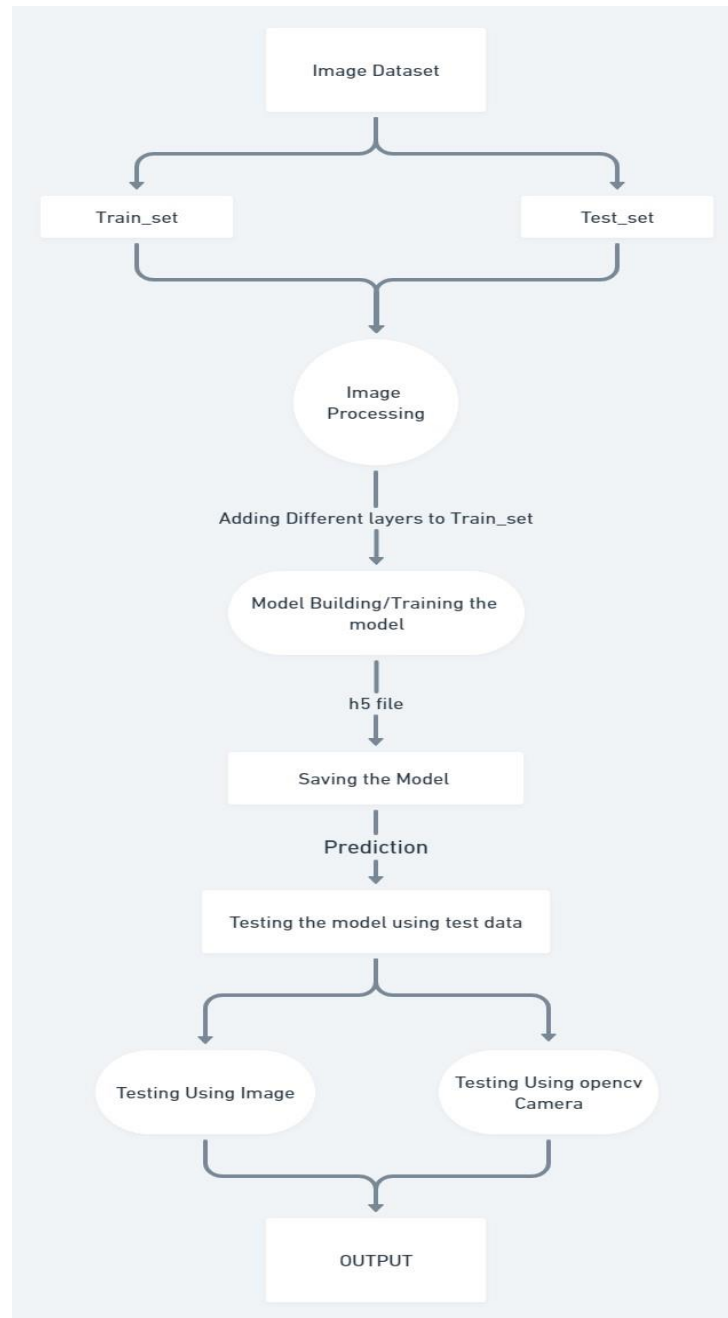 Image Dataset
Train_set
Test_set
Image
Processing
Adding Different layers to Train_set
Model Building/Training the
model
h5 file
Saving the Model
Prediction
Testing the model using test data
Testing Using Image
Testing Using opencv
Camera
OUTPUT